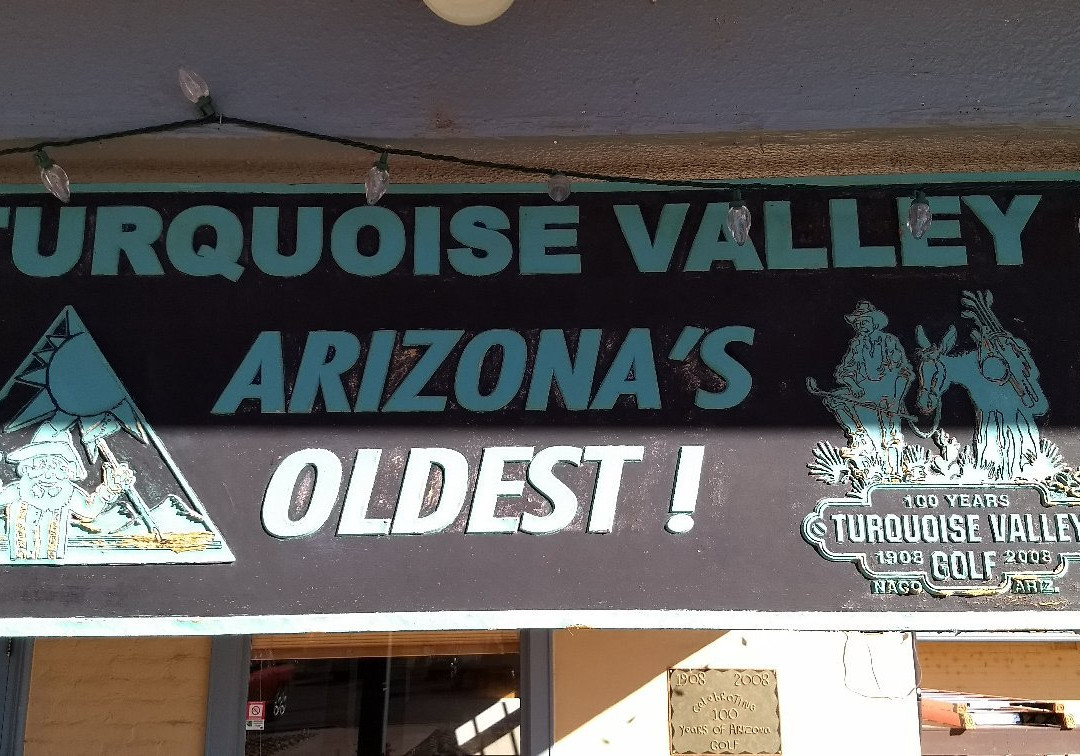 TURQUOISE VALLEY
ARIZONA'S
OLDEST !
100 YEARS
TURQUOISE VALLEY
1908 GOLF 2008
NACO ARIZ.
1908 2008
CELEBRATING
100
YEARS OF ARIZONA
GOLF